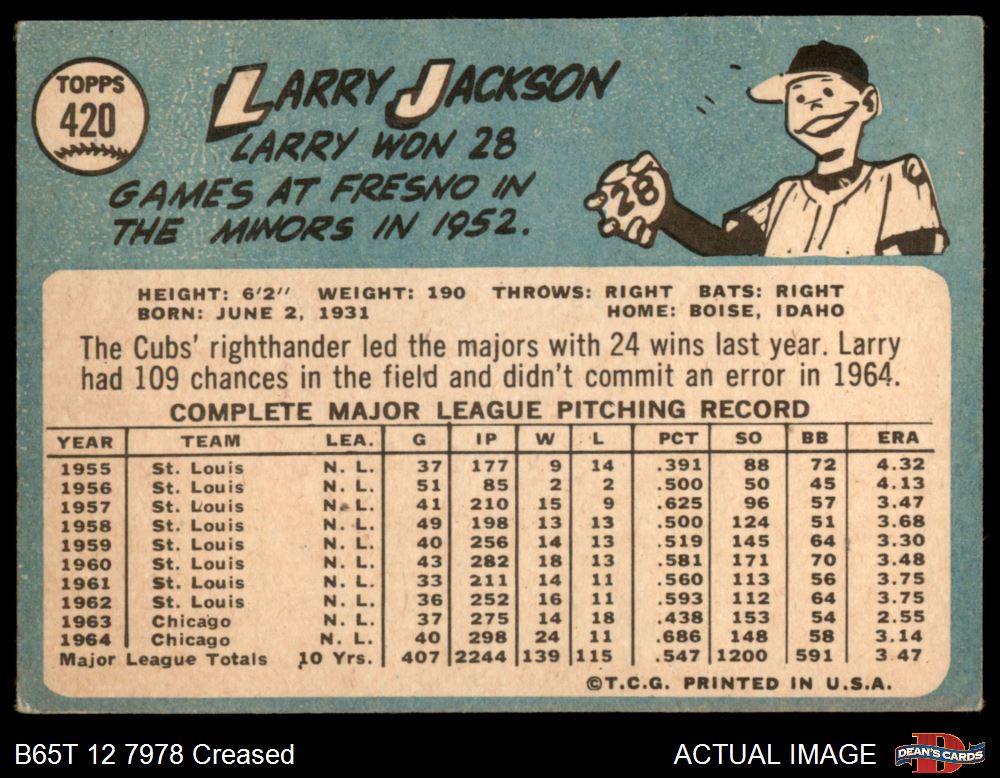 TOPPS
420
LARRY JACKSON
LARRY WON 28
GAMES AT FRESNO IN
THE MINORS IN 1952.
28
HEIGHT: 6'2" WEIGHT: 190 THROWS: RIGHT BATS: RIGHT
BORN: JUNE 2, 1931 HOME: BOISE, IDAHO
The Cubs' righthander led the majors with 24 wins last year. Larry
had 109 chances in the field and didn't commit an error in 1964.
COMPLETE MAJOR LEAGUE PITCHING RECORD
YEAR TEAM LEA. G IP W L PCT SO BB ERA
1955 St. Louis N. L. 37 177 9 14 .391 88 72 4.32
1956 St. Louis N. L. 51 85 2 2 .500 50 45 4.13
1957 St. Louis N. L. 41 210 15 9 .625 96 57 3.47
1958 St. Louis N. L. 49 198 13 13 .500 124 51 3.68
1959 St. Louis N. L. 40 256 14 13 .519 145 64 3.30
1960 St. Louis N. L. 43 282 18 13 .581 171 70 3.48
1961 St. Louis N. L. 33 211 14 11 .560 113 56 3.75
1962 St. Louis N. L. 36 252 16 11 .593 112 64 3.75
1963 Chicago N. L. 37 275 14 18 .438 153 54 2.55
1964 Chicago N. L. 40 298 24 11 .686 148 58 3.14
Major League Totals 10 Yrs. 407 2244 139 115 .547 1200 591 3.47
©T.C.G. PRINTED IN U.S.A.
B65T 12 7978 Creased ACTUAL IMAGE DEAN'S CARDS